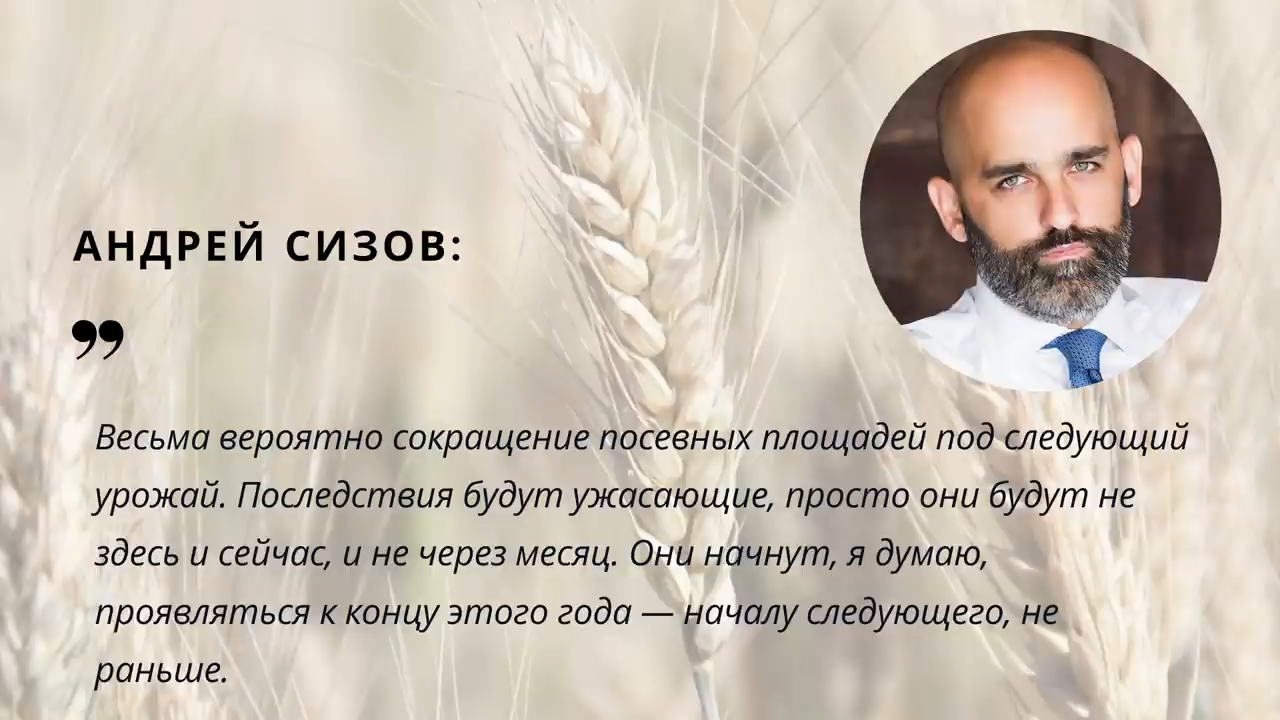 АНДРЕЙ СИЗОВ:
”
Весьма вероятно сокращение посевных площадей под следующий
урожай. Последствия будут ужасающие, просто они будут не
здесь и сейчас, и не через месяц. Они начнут, я думаю,
проявляться к концу этого года — началу следующего, не
раньше.